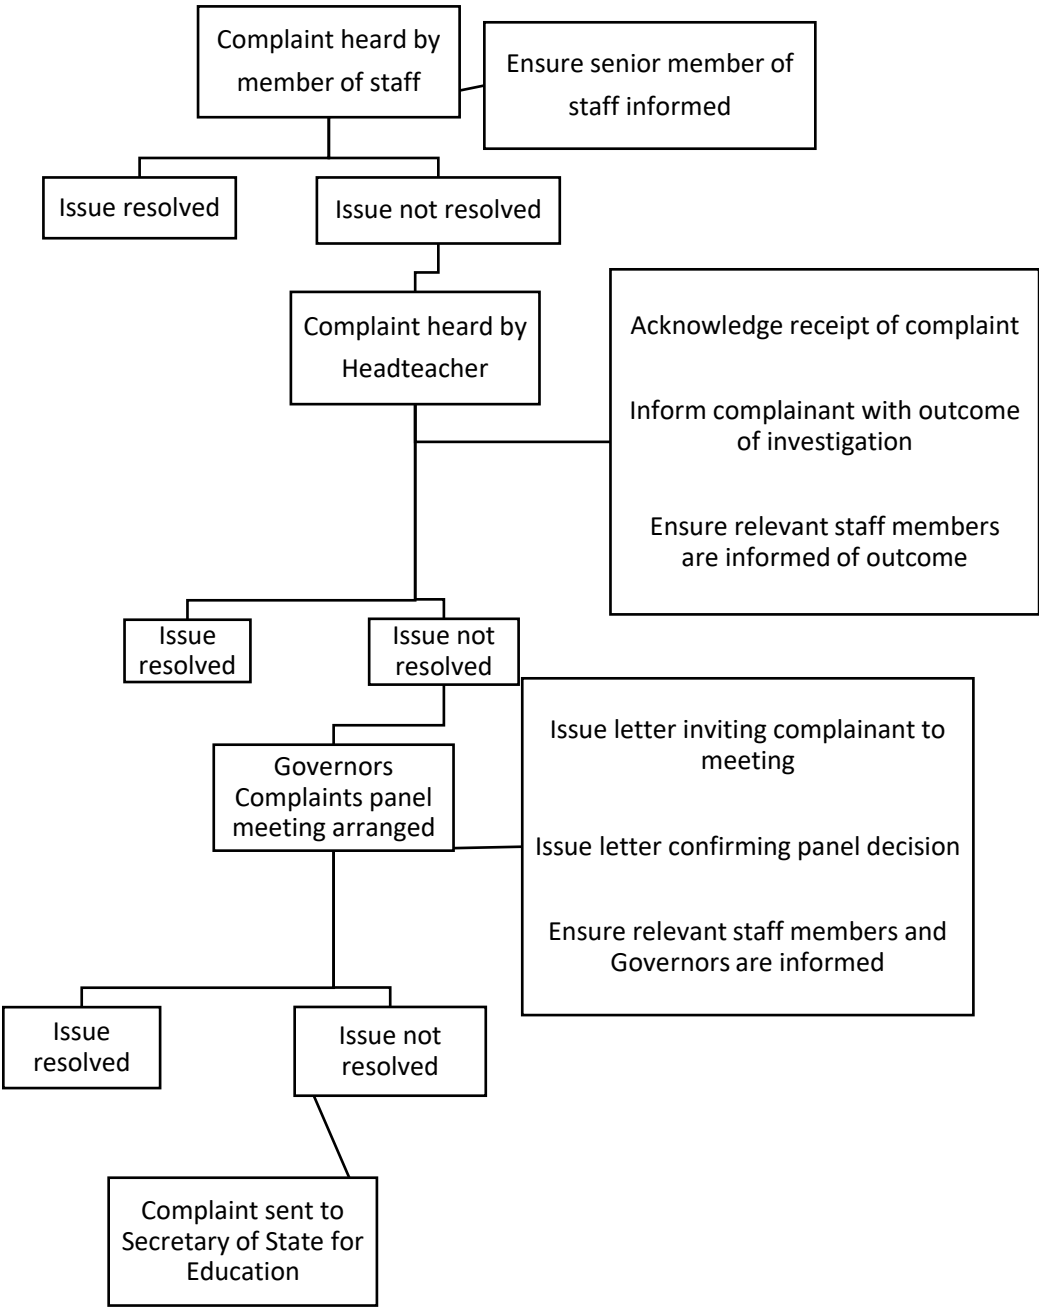 Complaint heard by
member of staff
Ensure senior member of
staff informed
Issue resolved
Issue not resolved
Complaint heard by
Headteacher
Acknowledge receipt of complaint
Inform complainant with outcome
of investigation
Ensure relevant staff members
are informed of outcome
Issue
resolved
Issue not
resolved
Issue letter inviting complainant to
meeting
Issue letter confirming panel decision
Ensure relevant staff members and
Governors are informed
Governors
Complaints panel
meeting arranged
Issue
resolved
Issue not
resolved
Complaint sent to
Secretary of State for
Education